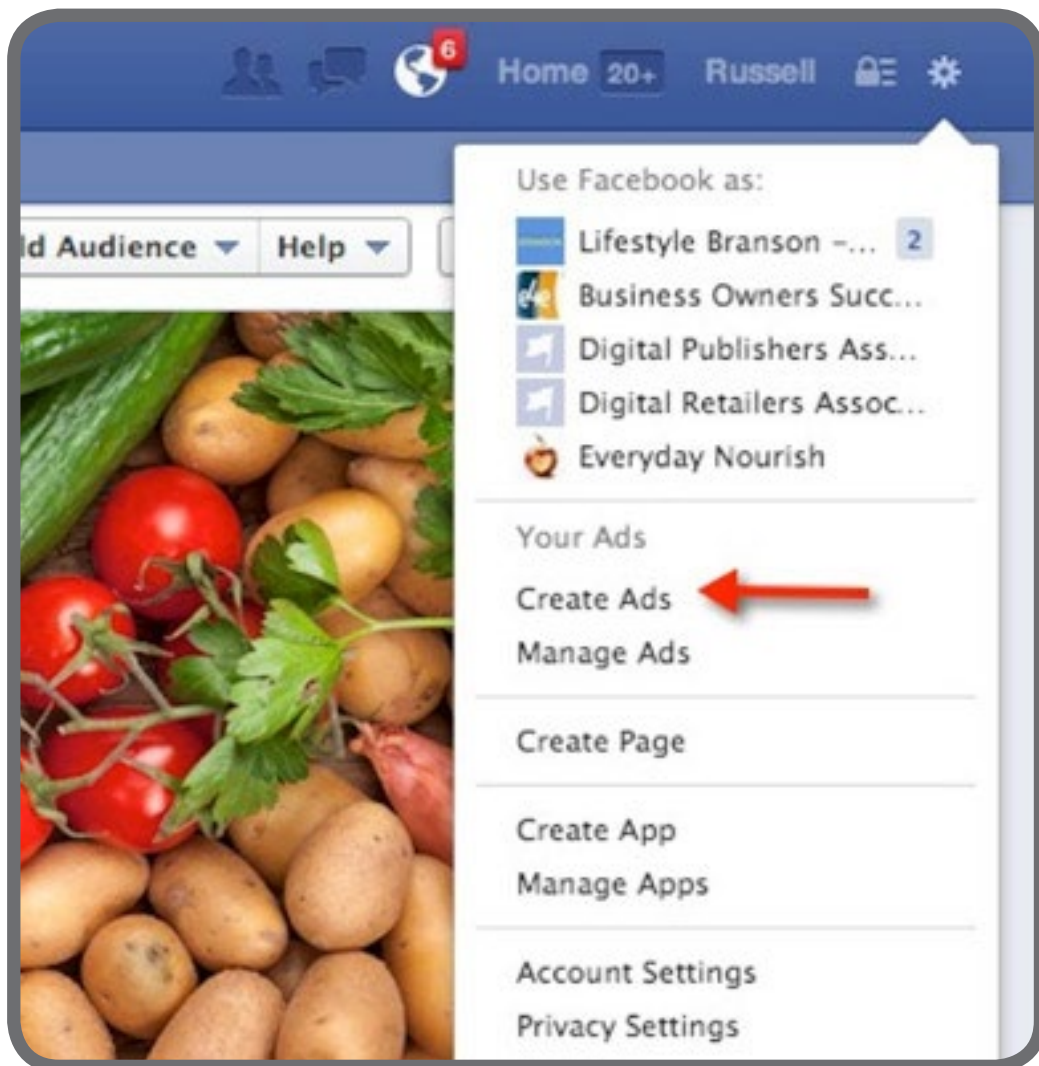 6
Home 20+ Russell
Use Facebook as:
ld Audience Help
Lifestyle Branson –... 2
Business Owners Succ...
Digital Publishers Ass...
Digital Retailers Assoc...
Everyday Nourish
Your Ads
Create Ads
Manage Ads
Create Page
Create App
Manage Apps
Account Settings
Privacy Settings